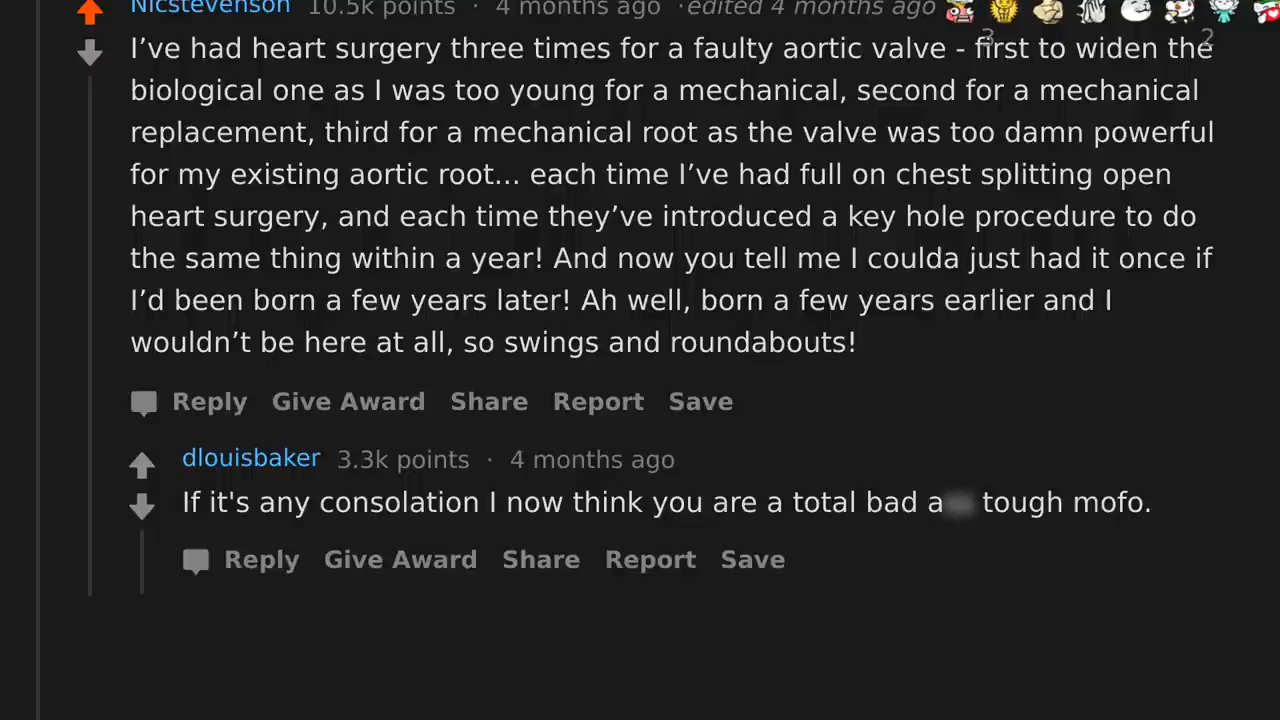 Nicstevenson 10.5k points · 4 months ago · edited 4 months ago
3 2
I’ve had heart surgery three times for a faulty aortic valve - first to widen the
biological one as I was too young for a mechanical, second for a mechanical
replacement, third for a mechanical root as the valve was too damn powerful
for my existing aortic root... each time I’ve had full on chest splitting open
heart surgery, and each time they’ve introduced a key hole procedure to do
the same thing within a year! And now you tell me I coulda just had it once if
I’d been born a few years later! Ah well, born a few years earlier and I
wouldn’t be here at all, so swings and roundabouts!
Reply Give Award Share Report Save
dlouisbaker 3.3k points · 4 months ago
If it's any consolation I now think you are a total bad a tough mofo.
Reply Give Award Share Report Save